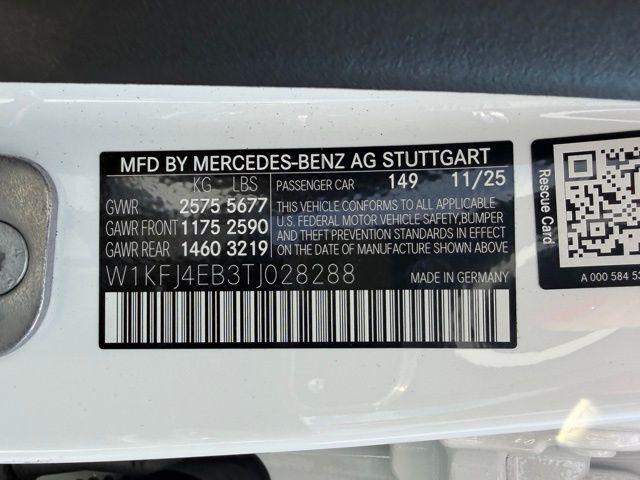 MFD BY MERCEDES-BENZ AG STUTTGART
KG LBS
GVWR 2575 5677
GAWR FRONT 1175 2590
GAWR REAR 1460 3219
PASSENGER CAR 149 11/25
THIS VEHICLE CONFORMS TO ALL APPLICABLE
U.S. FEDERAL MOTOR VEHICLE SAFETY,BUMPER
AND THEFT PREVENTION STANDARDS IN EFFECT
ON THE DATE OF MANUFACTURE SHOWN ABOVE.
W1KFJ4EB3TJ028288
MADE IN GERMANY
Rescue Card
A 000 584